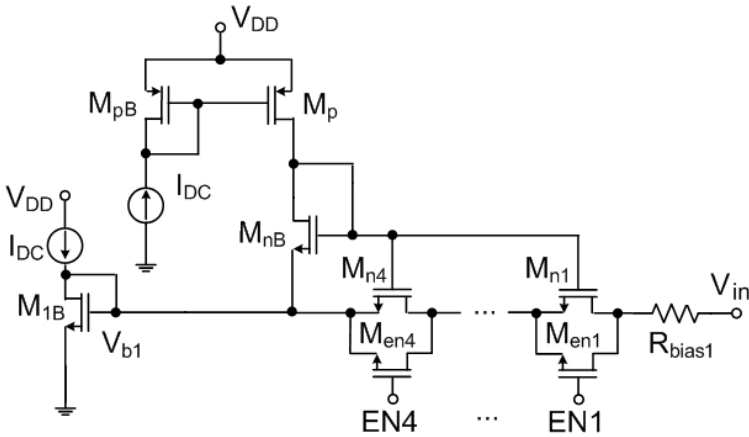 V_DD
M_pB
M_p
V_DD
I_DC
I_DC
M_nB
M_n4
M_n1
V_in
M_1B
V_b1
M_en4
...
M_en1
R_bias1
EN4
...
EN1